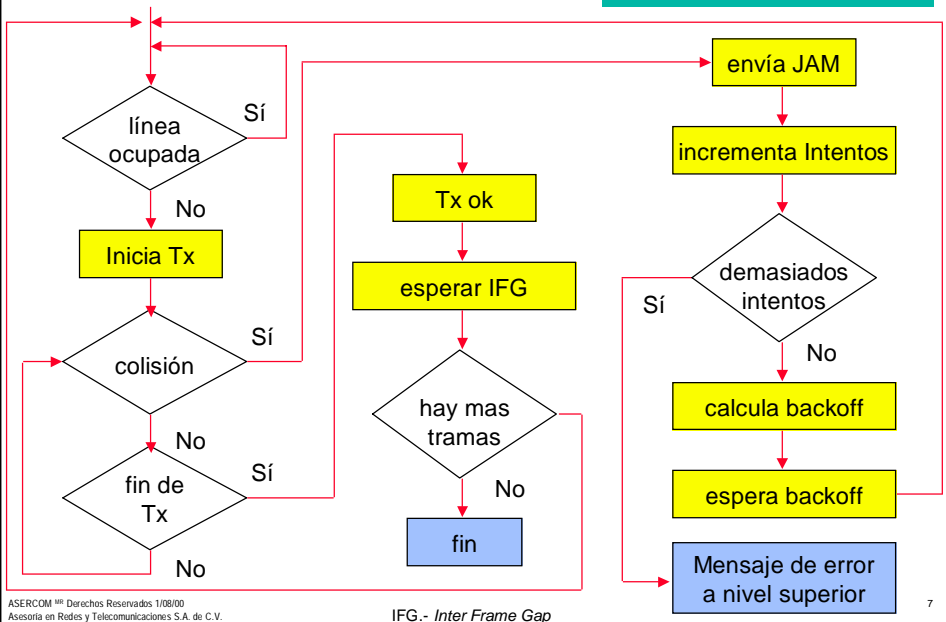 línea
ocupada
Sí
No
Inicia Tx
colisión
Sí
No
fin de
Tx
Sí
No
Tx ok
esperar IFG
hay mas
tramas
No
fin
envía JAM
incrementa Intentos
demasiados
intentos
Sí
No
calcula backoff
espera backoff
Mensaje de error
a nivel superior
ASERCOM MR Derechos Reservados 1/08/00
Asesoría en Redes y Telecomunicaciones S.A. de C.V.
IFG.- Inter Frame Gap
7